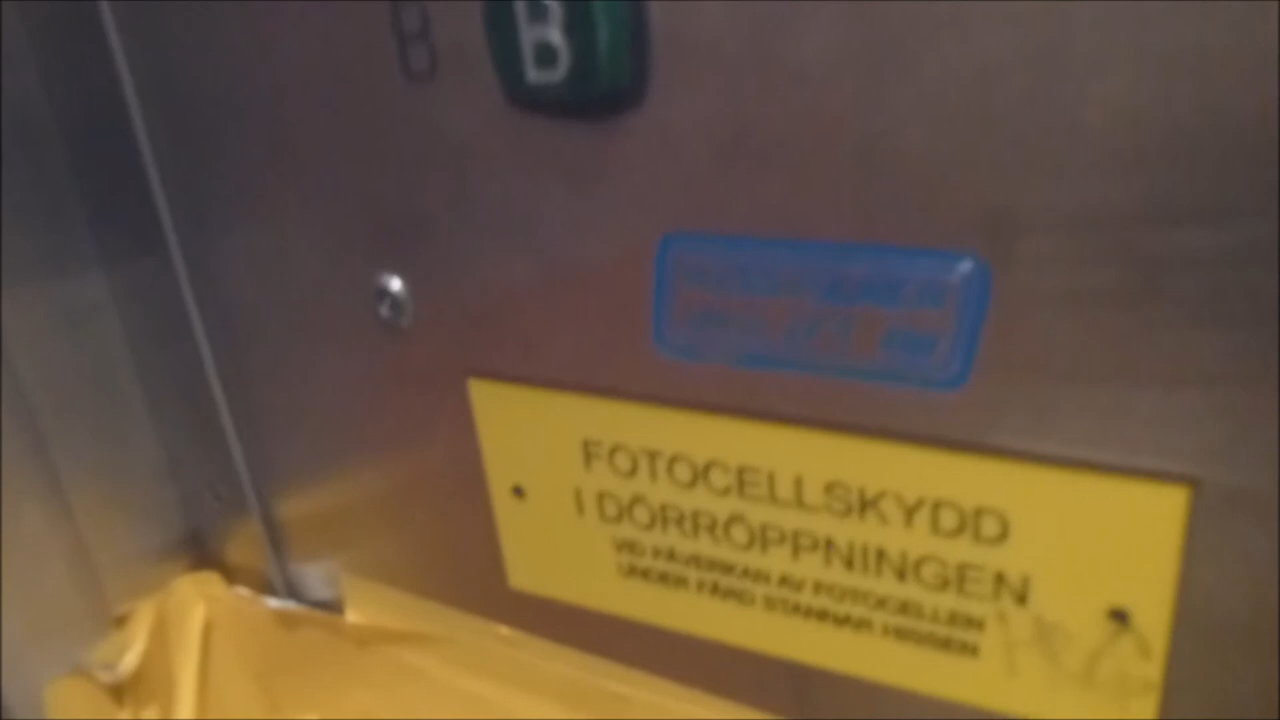 B B
FOTOCELLSKYDD
I DÖRRÖPPNINGEN
VID PÅVERKAN AV FOTOCELLEN
UNDER FÄRD STANNAR HISSEN